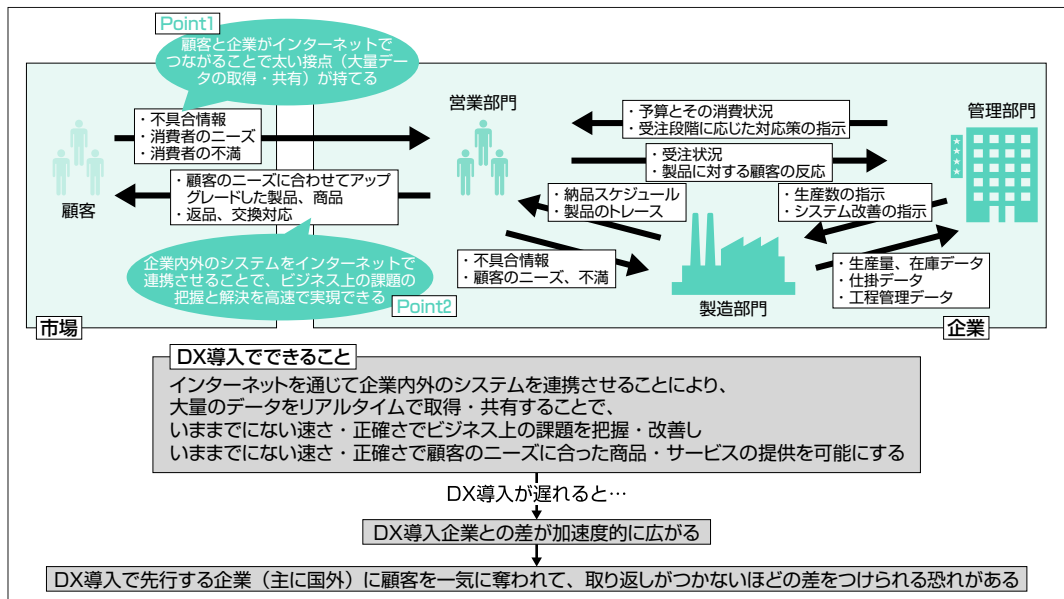 Point1
顧客と企業がインターネットで
つながることで太い接点（大量デー
タの取得・共有）が持てる
営業部門
管理部門
・予算とその消費状況
・受注段階に応じた対応策の指示
・不具合情報
・消費者のニーズ
・消費者の不満
・受注状況
・製品に対する顧客の反応
顧客
・顧客のニーズに合わせてアップ
グレードした製品、商品
・返品、交換対応
・納品スケジュール
・製品のトレース
・生産数の指示
・システム改善の指示
企業内外のシステムをインターネットで
連携させることで、ビジネス上の課題の
把握と解決を高速で実現できる
Point2
・不具合情報
・顧客のニーズ、不満
製造部門
・生産量、在庫データ
・仕掛データ
・工程管理データ
市場
企業
DX導入でできること
インターネットを通じて企業内外のシステムを連携させることにより、
大量のデータをリアルタイムで取得・共有することで、
いままでにない速さ・正確さでビジネス上の課題を把握・改善し
いままでにない速さ・正確さで顧客のニーズに合った商品・サービスの提供を可能にする
DX導入が遅れると…
DX導入企業との差が加速度的に広がる
DX導入で先行する企業（主に国外）に顧客を一気に奪われて、取り返しがつかないほどの差をつけられる恐れがある